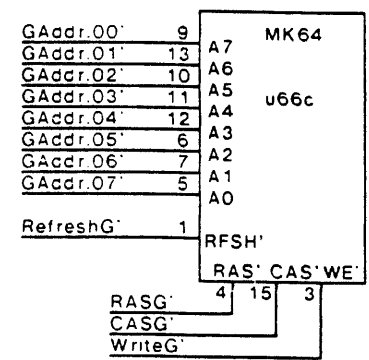 GAddr.00' 9 A7 MK64
GAddr.01' 13 A6
GAddr.02' 10 A5
GAddr.03' 11 A4 u66c
GAddr.04' 12 A3
GAddr.05' 6 A2
GAddr.06' 7 A1
GAddr.07' 5 A0
RefreshG' 1 RFSH'
RAS' CAS' WE'
4 15 3
RASG'
CASG'
WriteG'